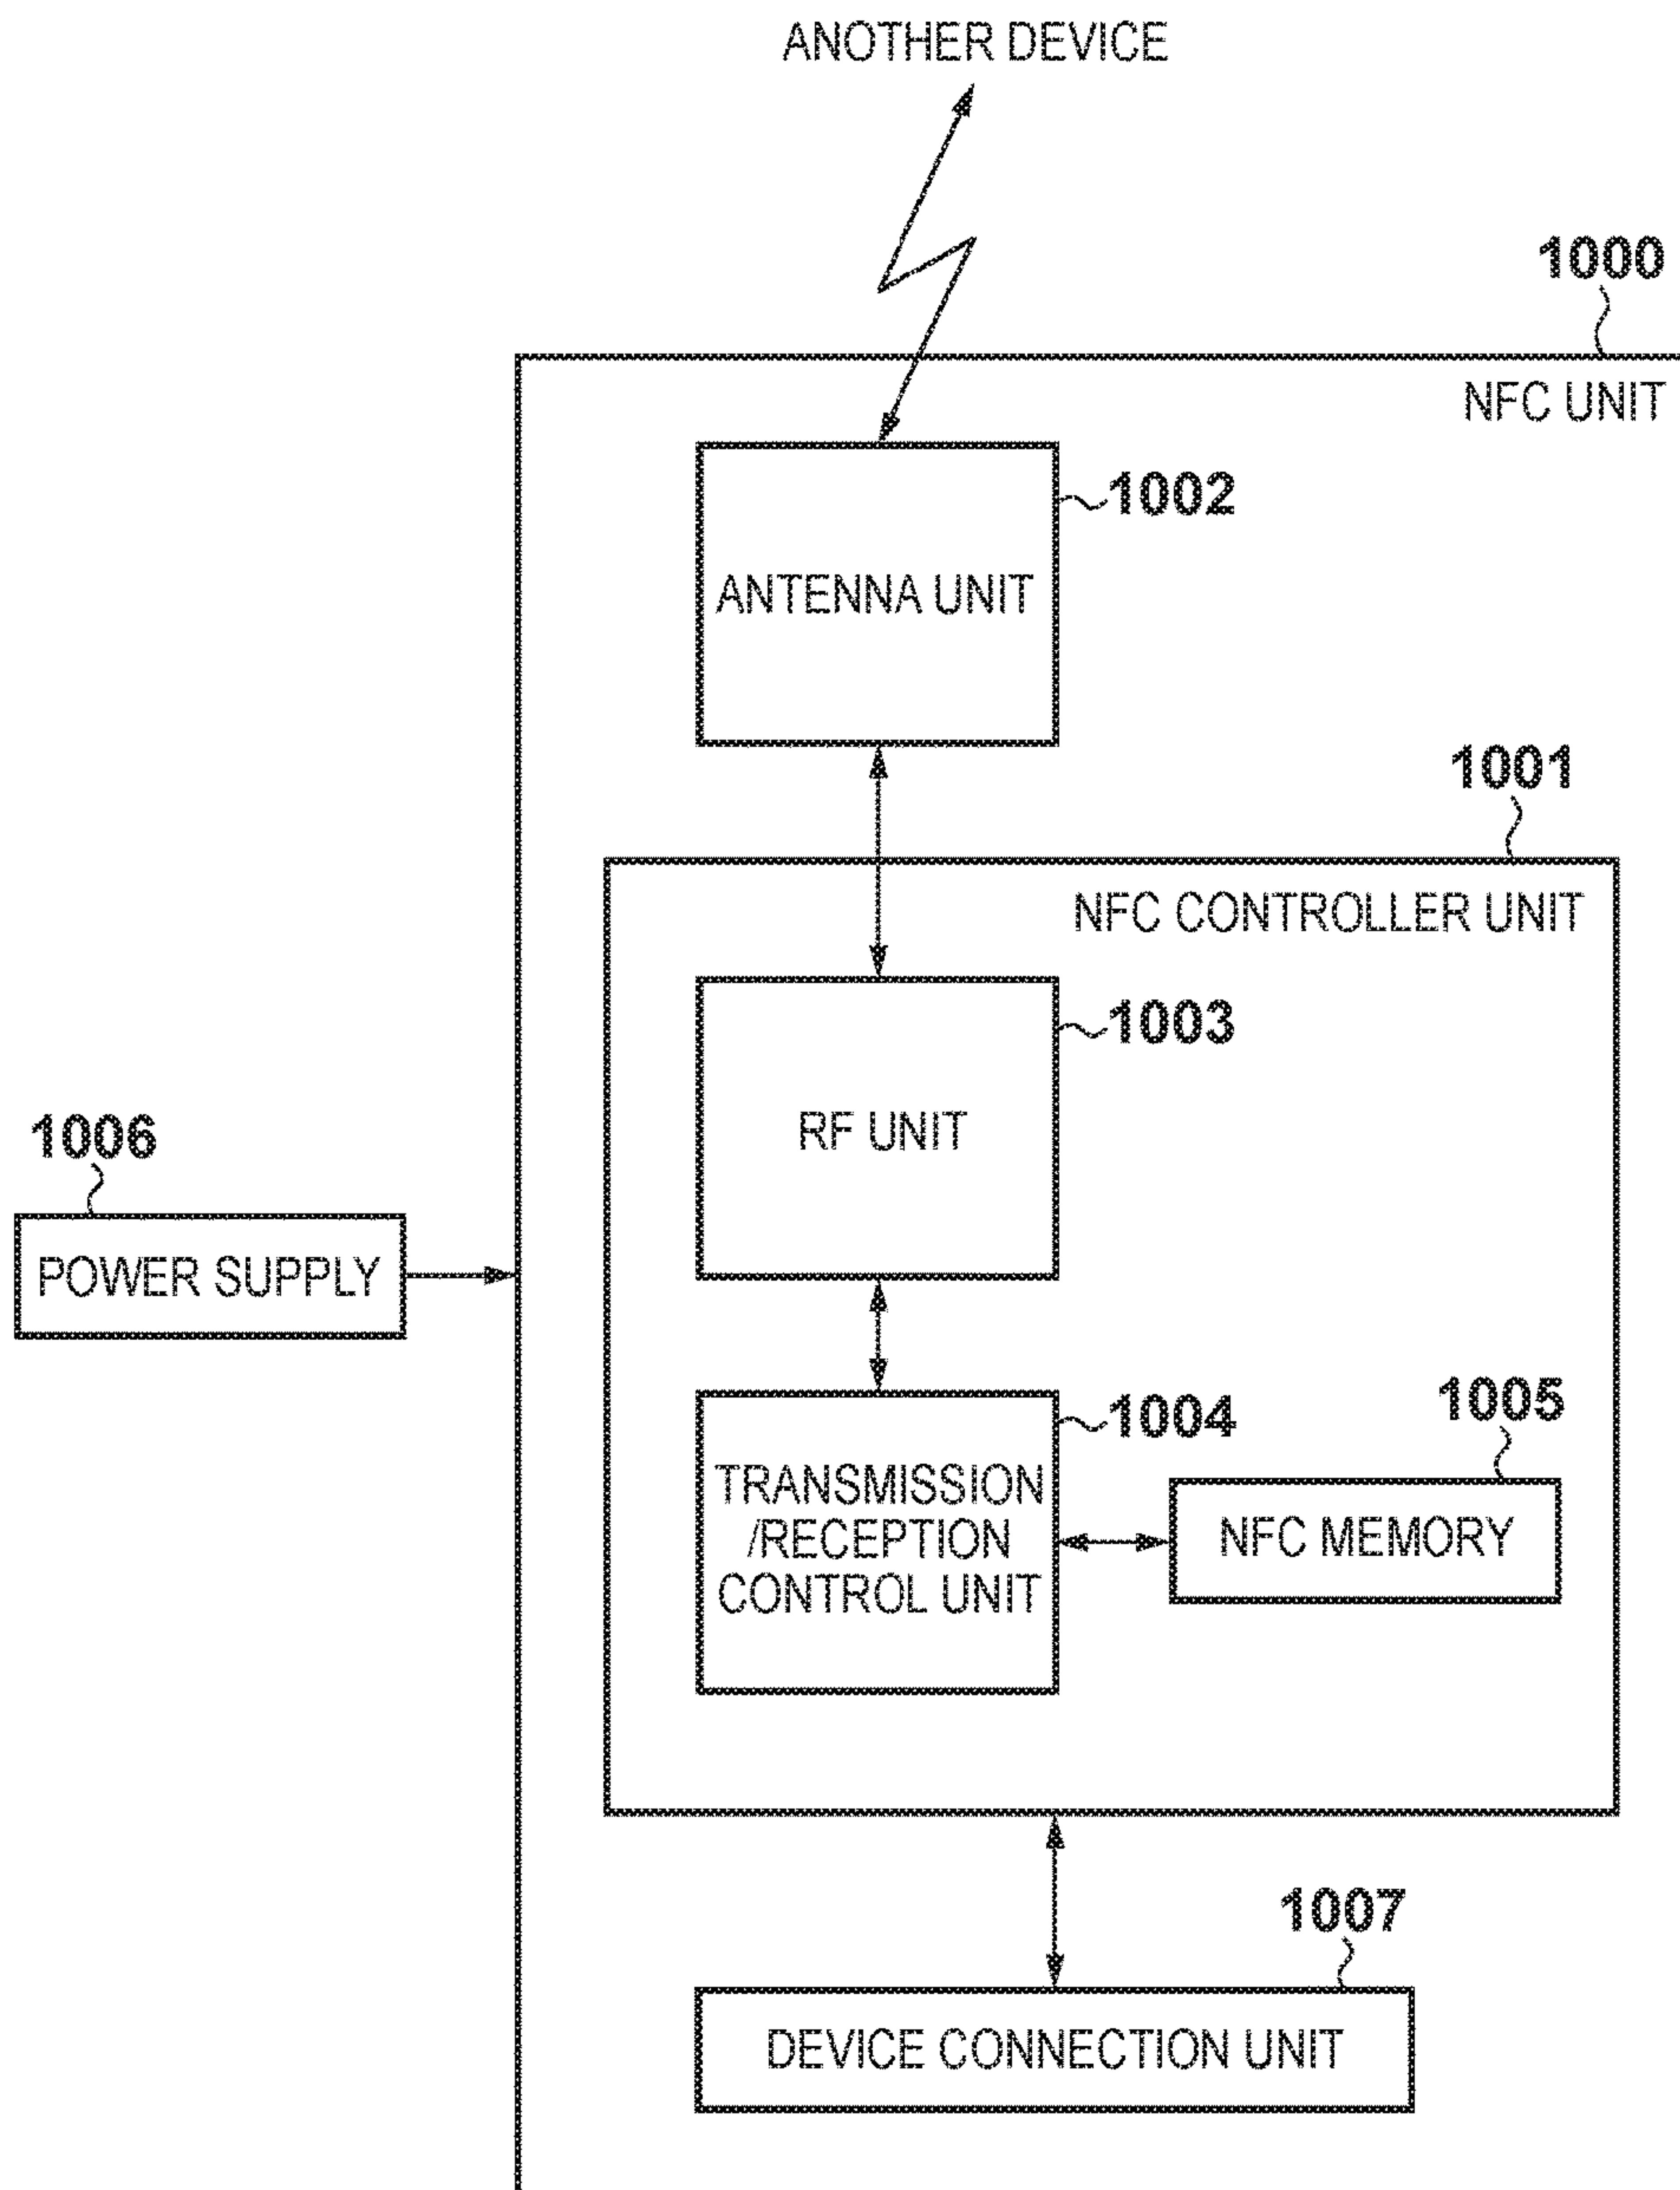 ANOTHER DEVICE
1000
NFC UNIT
1002
ANTENNA UNIT
1001
NFC CONTROLLER UNIT
1003
RF UNIT
1006
POWER SUPPLY
1004
TRANSMISSION
/RECEPTION
CONTROL UNIT
1005
NFC MEMORY
1007
DEVICE CONNECTION UNIT